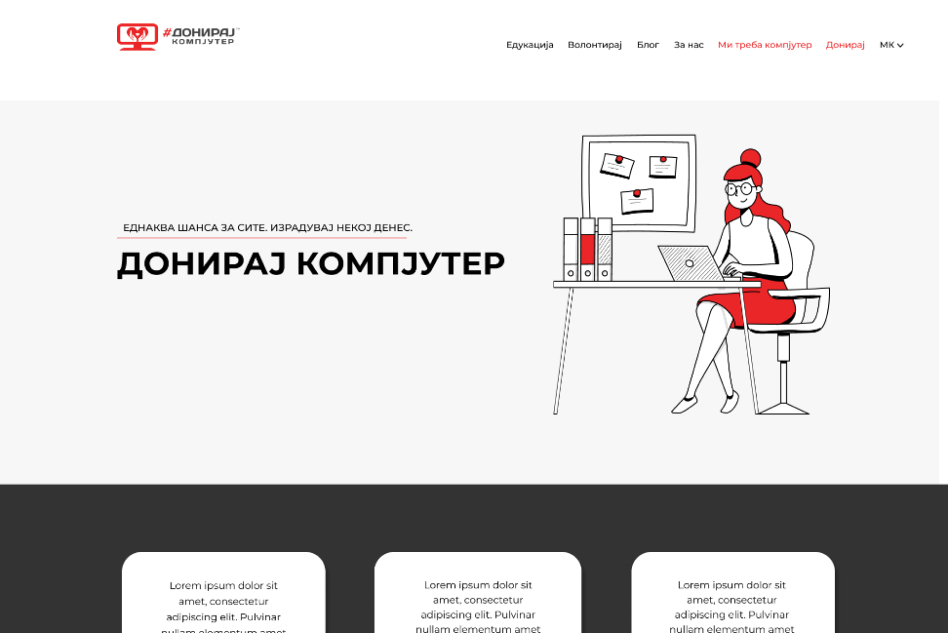 #ДОНИРАЈ™
КОМПЈУТЕР
Едукација Волонтирај Блог За нас Ми треба компјутер Донирај МК
ЕДНАКВА ШАНСА ЗА СИТЕ. ИЗРАДУВАЈ НЕКОЈ ДЕНЕС.
ДОНИРАЈ КОМПЈУТЕР
Lorem ipsum dolor sit
amet, consectetur
adipiscing elit. Pulvinar
nullam elementum amet
Lorem ipsum dolor sit
amet, consectetur
adipiscing elit. Pulvinar
nullam elementum amet
Lorem ipsum dolor sit
amet, consectetur
adipiscing elit. Pulvinar
nullam elementum amet